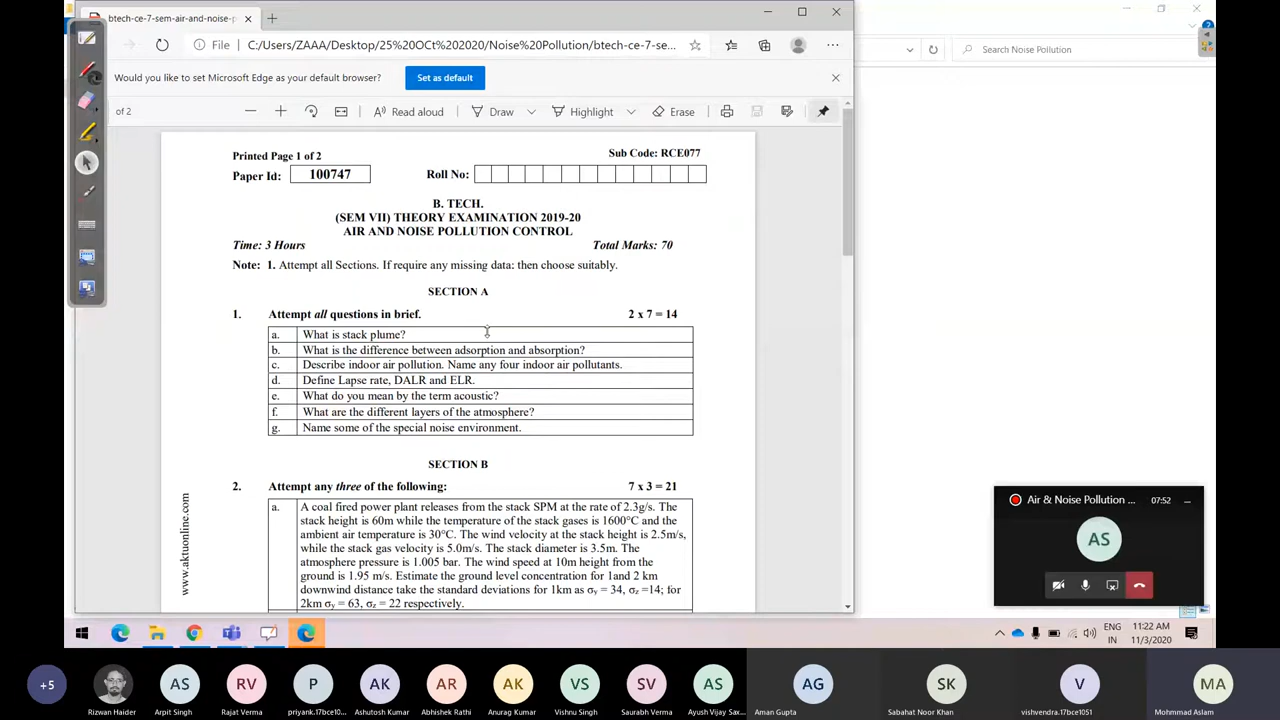 btech-ce-7-sem-air-and-noise-p
File
C:/Users/ZAAA/Desktop/25%20OCt%202020/Noise%20Pollution/btech-ce-7-se...
Search Noise Pollution
Would you like to set Microsoft Edge as your default browser?
Set as default
of 2
Read aloud
Draw
Highlight
Erase
Printed Page 1 of 2
Sub Code: RCE077
Paper Id: 100747
Roll No:
B. TECH.
(SEM VII) THEORY EXAMINATION 2019-20
AIR AND NOISE POLLUTION CONTROL
Time: 3 Hours
Total Marks: 70
Note: 1. Attempt all Sections. If require any missing data; then choose suitably.
SECTION A
1. Attempt all questions in brief. 2 x 7 = 14
a. What is stack plume?
b. What is the difference between adsorption and absorption?
c. Describe indoor air pollution. Name any four indoor air pollutants.
d. Define Lapse rate, DALR and ELR.
e. What do you mean by the term acoustic?
f. What are the different layers of the atmosphere?
g. Name some of the special noise environment.
SECTION B
2. Attempt any three of the following: 7 x 3 = 21
a. A coal fired power plant releases from the stack SPM at the rate of 2.3g/s. The
stack height is 60m while the temperature of the stack gases is 1600°C and the
ambient air temperature is 30°C. The wind velocity at the stack height is 2.5m/s,
while the stack gas velocity is 5.0m/s. The stack diameter is 3.5m. The
atmosphere pressure is 1.005 bar. The wind speed at 10m height from the
ground is 1.95 m/s. Estimate the ground level concentration for 1and 2 km
downwind distance take the standard deviations for 1km as σy = 34, σz =14; for
2km σy = 63, σz = 22 respectively.
www.aktuonline.com
Air & Noise Pollution ...
07:52
AS
ENG
IN
11:22 AM
11/3/2020
+5
AS
RV
P
AK
AR
AK
VS
SV
AS
AG
SK
V
MA
Rizwan Haider
Arpit Singh
Rajat Verma
priyank.17bce10...
Ashutosh Kumar
Abhishek Rathi
Anurag Kumar
Vishnu Singh
Saurabh Verma
Ayush Vijay Sax...
Aman Gupta
Sabahat Noor Khan
vishvendra.17bce1051
Mohmmad Aslam